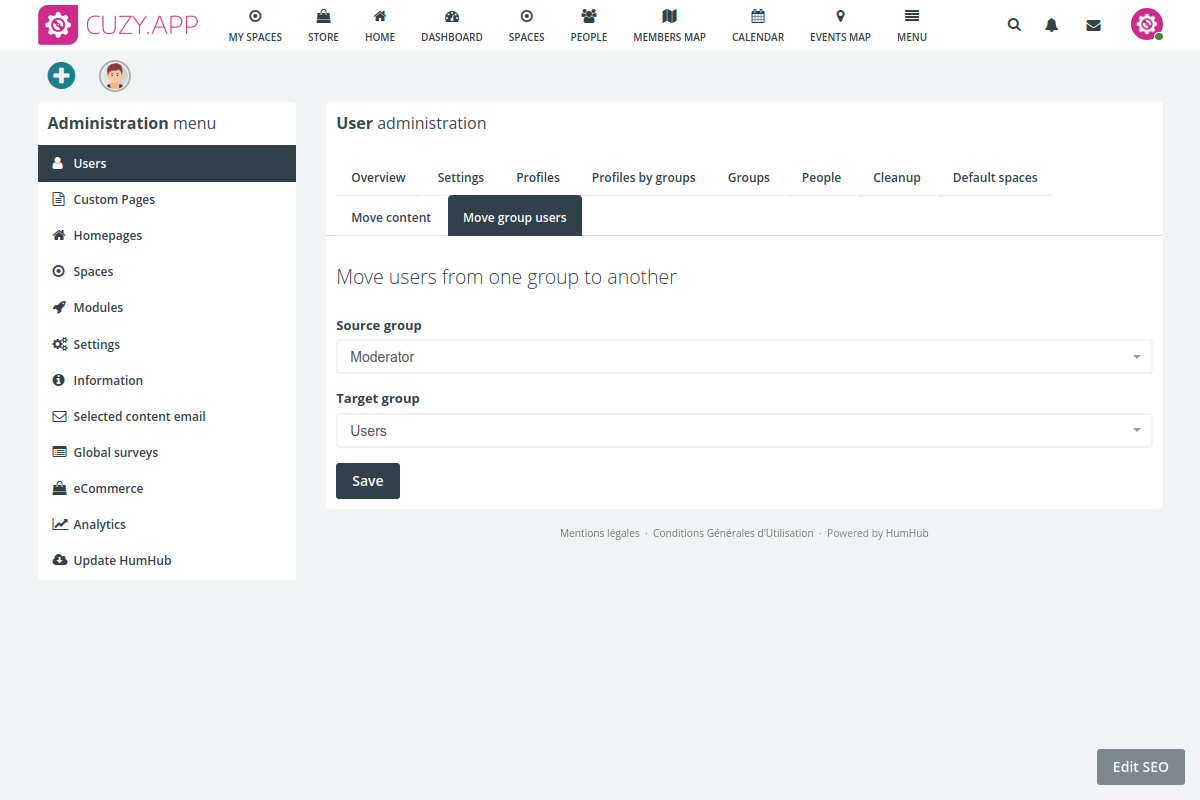 CUZY.APP
MY SPACES STORE HOME DASHBOARD SPACES PEOPLE MEMBERS MAP CALENDAR EVENTS MAP MENU
Administration menu
Users
Custom Pages
Homepages
Spaces
Modules
Settings
Information
Selected content email
Global surveys
eCommerce
Analytics
Update HumHub
User administration
Overview Settings Profiles Profiles by groups Groups People Cleanup Default spaces
Move content Move group users
Move users from one group to another
Source group
Moderator
Target group
Users
Save
Mentions légales · Conditions Générales d'Utilisation · Powered by HumHub
Edit SEO